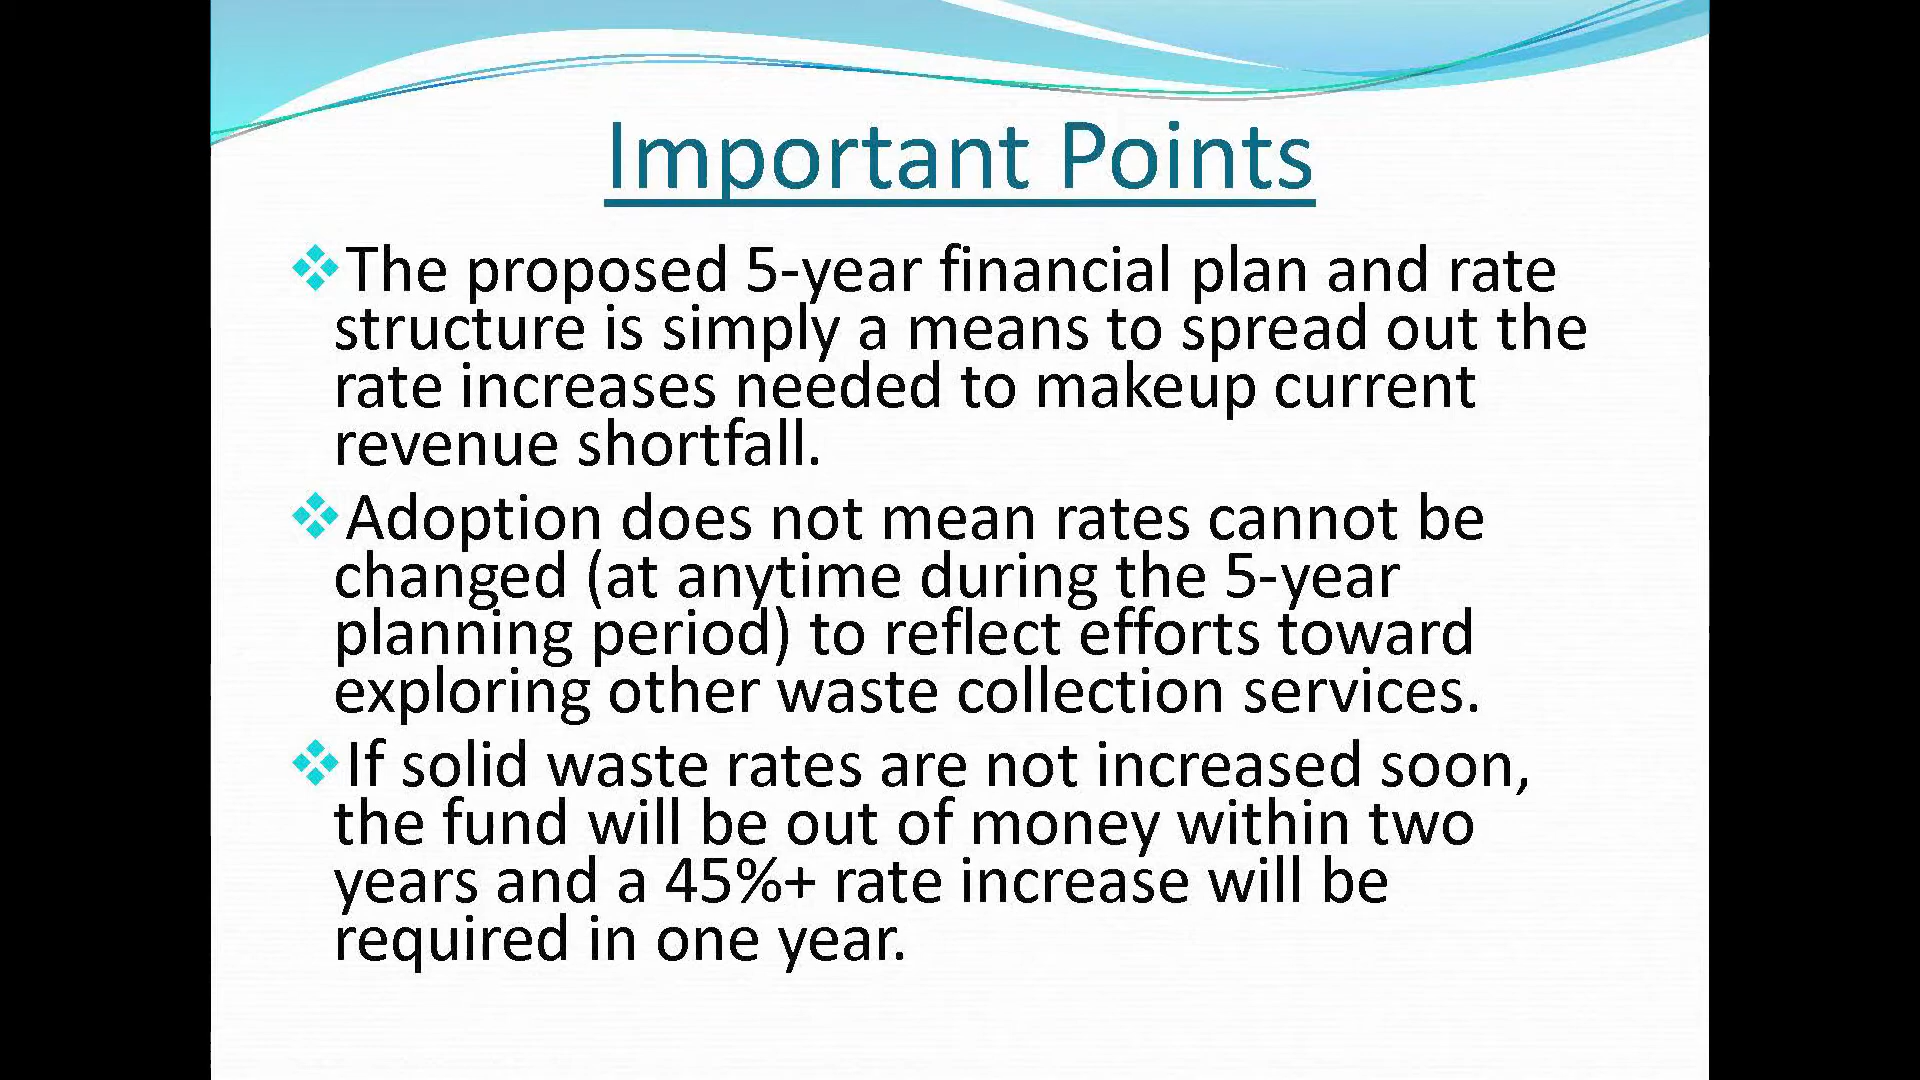 Important Points
The proposed 5-year financial plan and rate
structure is simply a means to spread out the
rate increases needed to makeup current
revenue shortfall.
Adoption does not mean rates cannot be
changed (at anytime during the 5-year
planning period) to reflect efforts toward
exploring other waste collection services.
If solid waste rates are not increased soon,
the fund will be out of money within two
years and a 45%+ rate increase will be
required in one year.